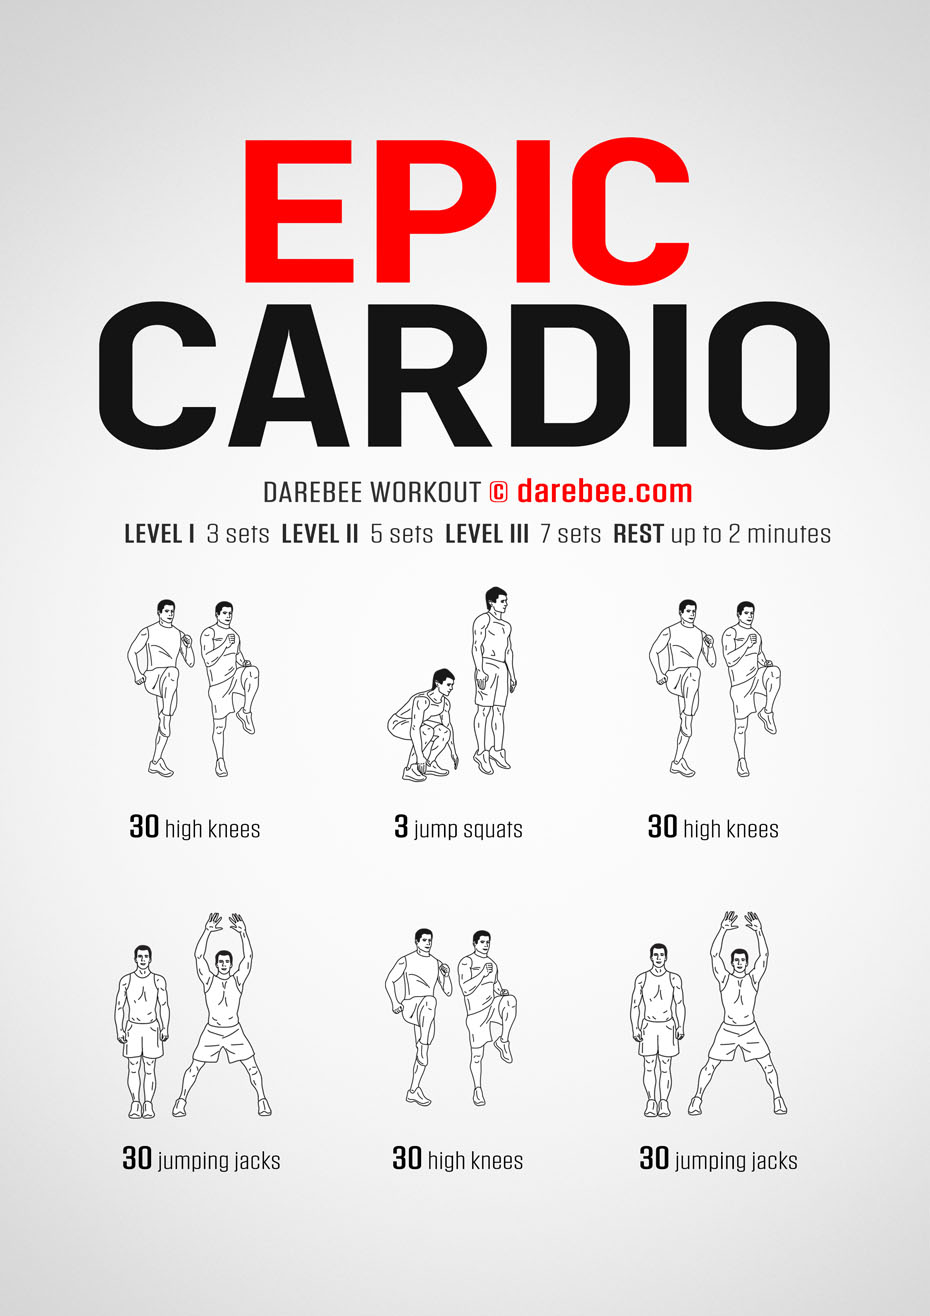 EPIC
CARDIO
DAREBEE WORKOUT © darebee.com
LEVEL I 3 sets LEVEL II 5 sets LEVEL III 7 sets REST up to 2 minutes
30 high knees
3 jump squats
30 high knees
30 jumping jacks
30 high knees
30 jumping jacks